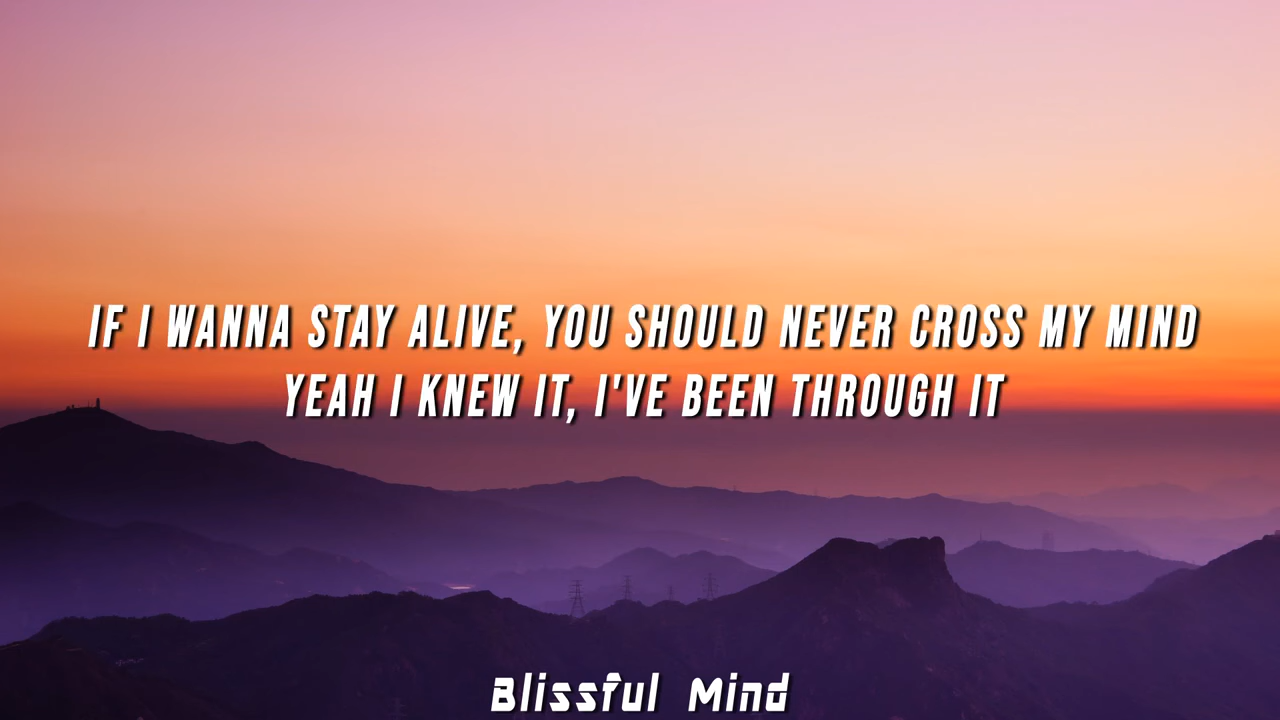 IF I WANNA STAY ALIVE, YOU SHOULD NEVER CROSS MY MIND
YEAH I KNEW IT, I'VE BEEN THROUGH IT
Blissful Mind